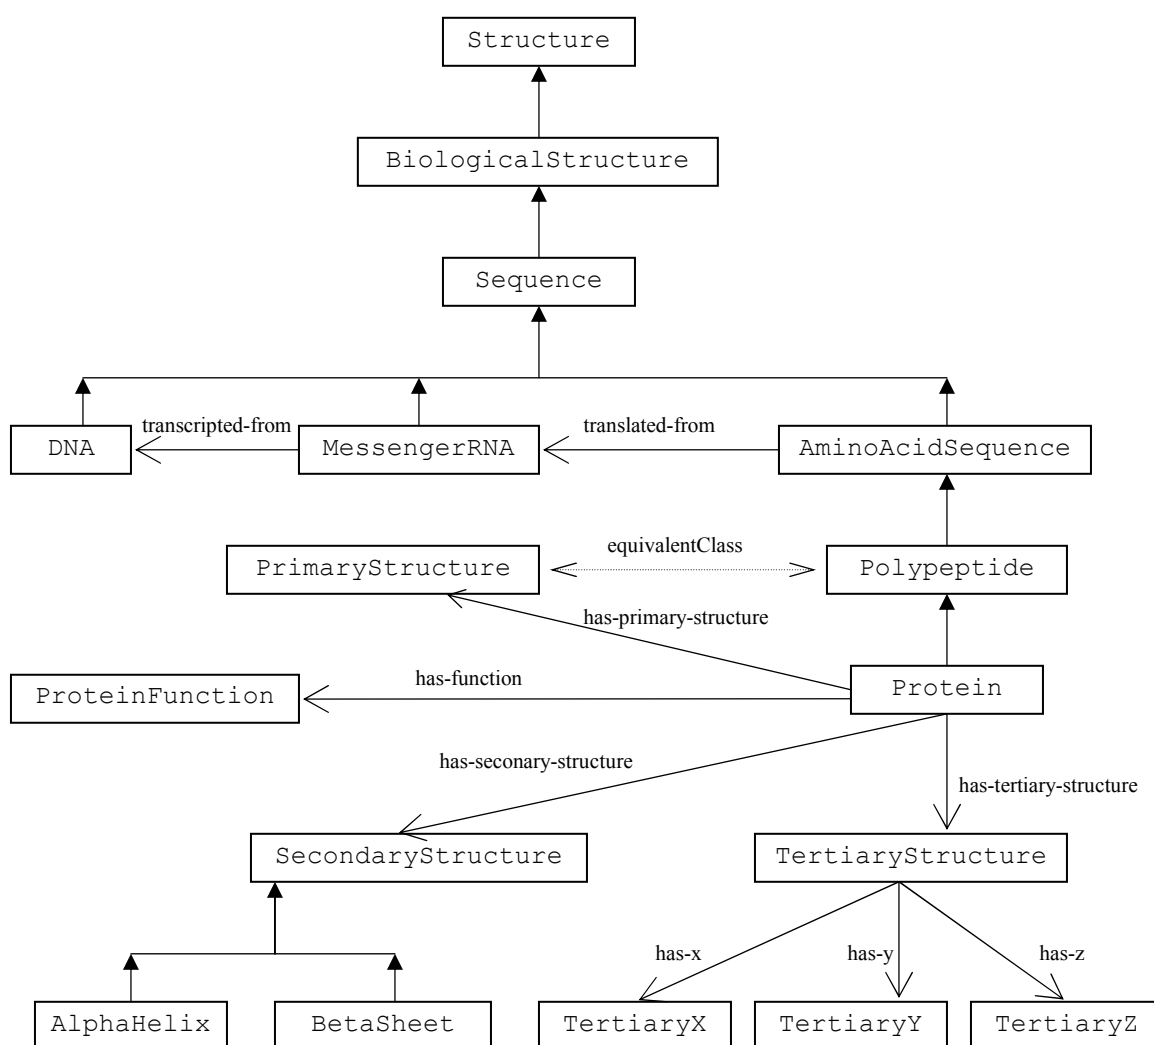 Structure
BiologicalStructure
Sequence
transcripted-from
translated-from
DNA
MessengerRNA
AminoAcidSequence
equivalentClass
PrimaryStructure
Polypeptide
has-primary-structure
has-function
ProteinFunction
Protein
has-seconary-structure
has-tertiary-structure
SecondaryStructure
TertiaryStructure
has-x
has-y
has-z
AlphaHelix
BetaSheet
TertiaryX
TertiaryY
TertiaryZ